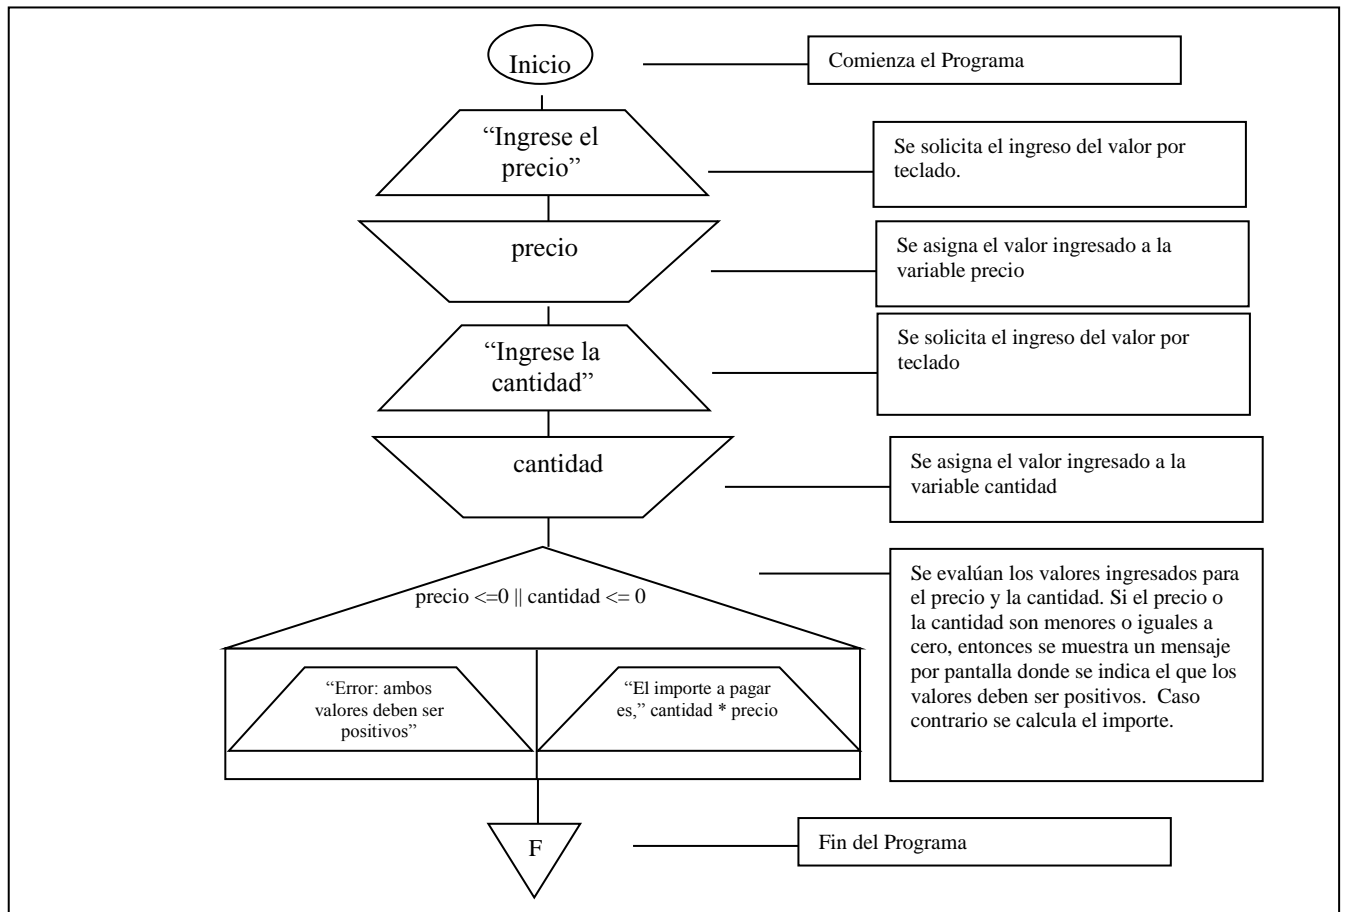 Inicio
Comienza el Programa
“Ingrese el
precio”
Se solicita el ingreso del valor por
teclado.
precio
Se asigna el valor ingresado a la
variable precio
“Ingrese la
cantidad”
Se solicita el ingreso del valor por
teclado
cantidad
Se asigna el valor ingresado a la
variable cantidad
precio <=0 || cantidad <= 0
Se evalúan los valores ingresados para
el precio y la cantidad. Si el precio o
la cantidad son menores o iguales a
cero, entonces se muestra un mensaje
por pantalla donde se indica el que los
valores deben ser positivos. Caso
contrario se calcula el importe.
“Error: ambos
valores deben ser
positivos”
“El importe a pagar
es,” cantidad * precio
F
Fin del Programa